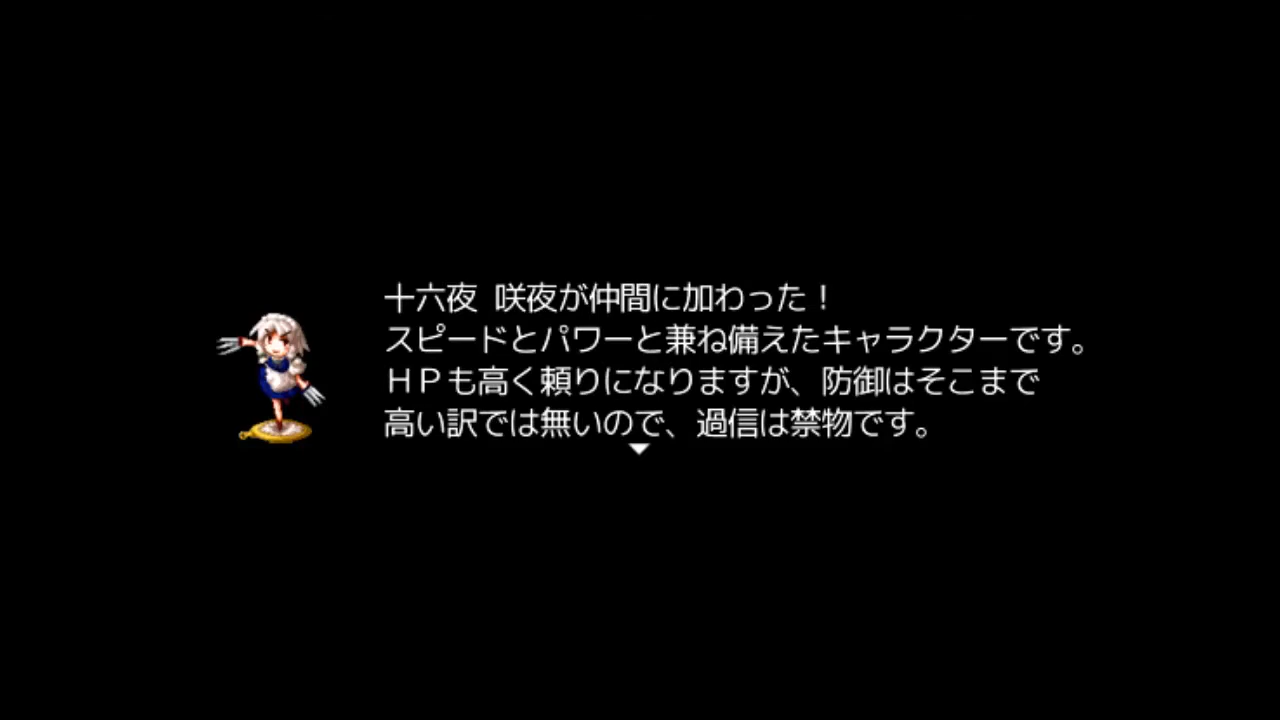 十六夜 咲夜が仲間に加わった！
スピードとパワーと兼ね備えたキャラクターです。
ＨＰも高く頼りになりますが、防御はそこまで
高い訳では無いので、過信は禁物です。